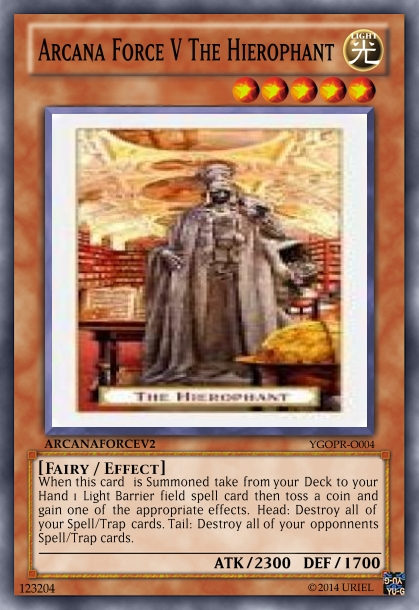 ARCANA FORCE V THE HIEROPHANT
LIGHT
光
THE HIEROPHANT
ARCANAFORCEV2
YGOPR-O004
[FAIRY / EFFECT]
When this card is Summoned take from your Deck to your
Hand 1 Light Barrier field spell card then toss a coin and
gain one of the appropriate effects. Head: Destroy all of
your Spell/Trap cards. Tail: Destroy all of your opponnents
Spell/Trap cards.
ATK/2300 DEF/1700
123204
©2014 URIEL